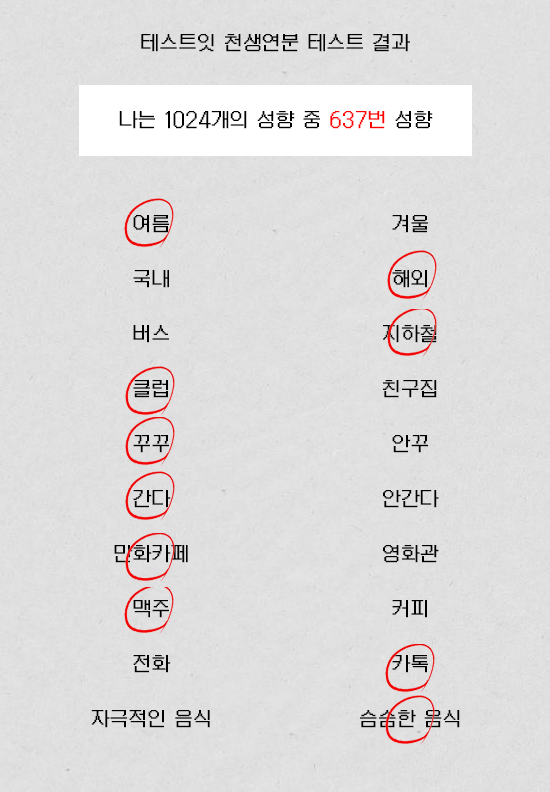 테스트잇 천생연분 테스트 결과
나는 1024개의 성향 중 637번 성향
여름 겨울
국내 해외
버스 지하철
클럽 친구집
꾸꾸 안꾸
간다 안간다
만화카페 영화관
맥주 커피
전화 카톡
자극적인 음식 슴슴한 음식